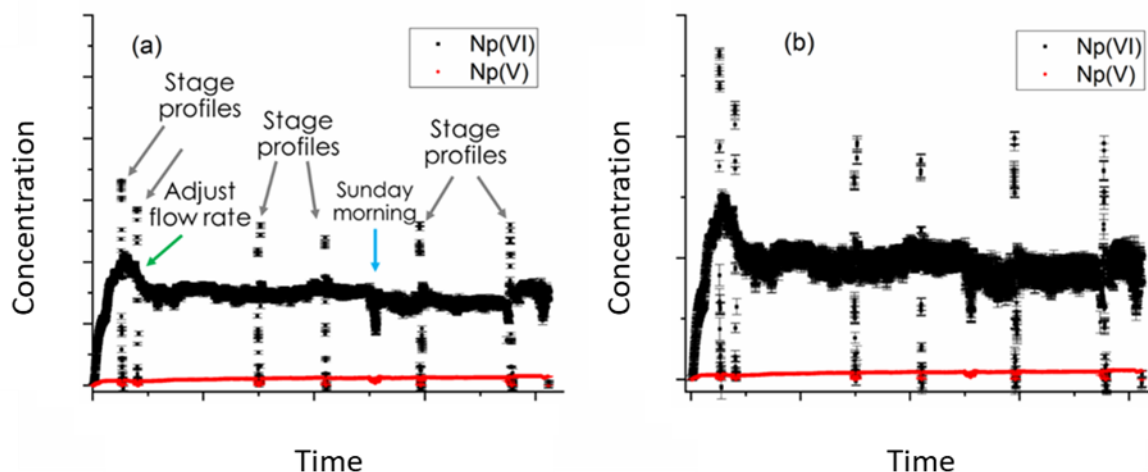 (a)
Np(VI)
Np(V)
Stage
profiles
Stage
profiles
Stage
profiles
Adjust
flow rate
Sunday
morning
Concentration
Time
(b)
Np(VI)
Np(V)
Concentration
Time